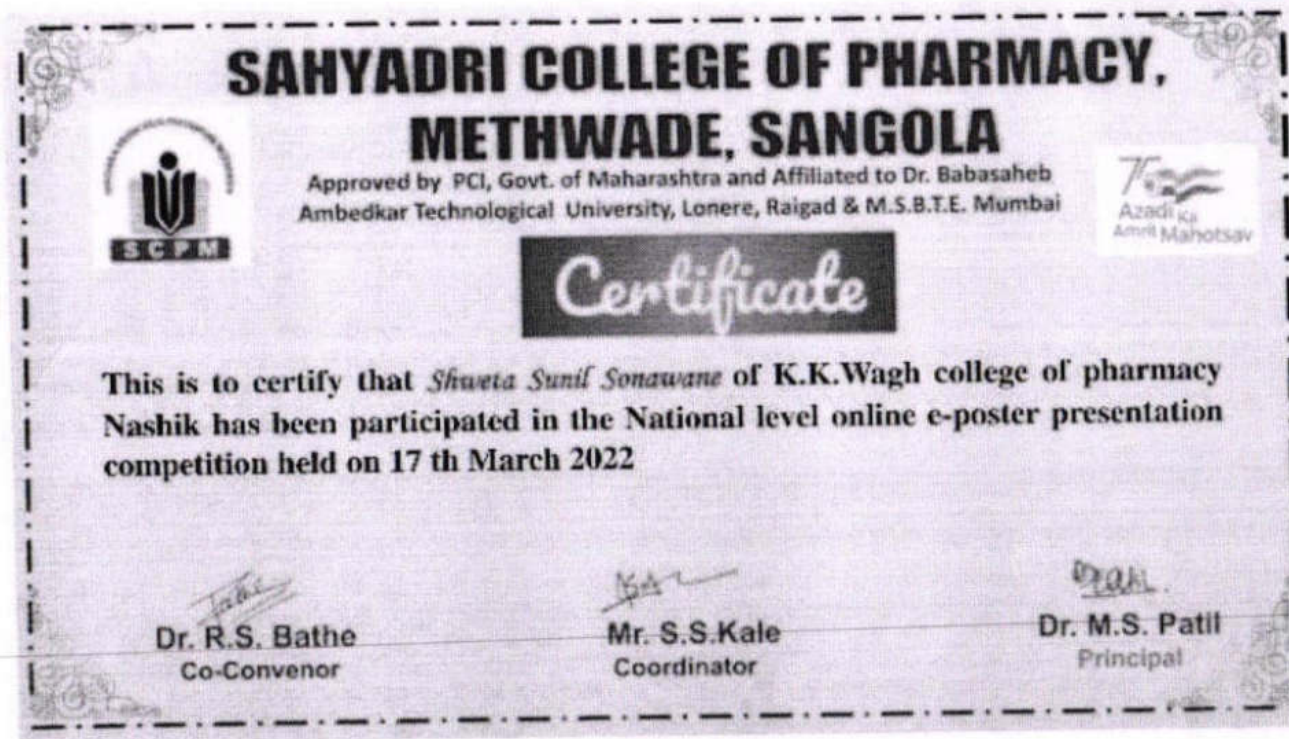 SAHYADRI COLLEGE OF PHARMACY,
METHWADE, SANGOLA
Approved by PCI, Govt. of Maharashtra and Affiliated to Dr. Babasaheb
Ambedkar Technological University, Lonere, Raigad & M.S.B.T.E. Mumbai
SCPM
75
Azadi Ka
Amrit Mahotsav
Certificate
This is to certify that Shweta Sunil Sonawane of K.K.Wagh college of pharmacy
Nashik has been participated in the National level online e-poster presentation
competition held on 17 th March 2022
Dr. R.S. Bathe
Co-Convenor
Mr. S.S.Kale
Coordinator
Dr. M.S. Patil
Principal